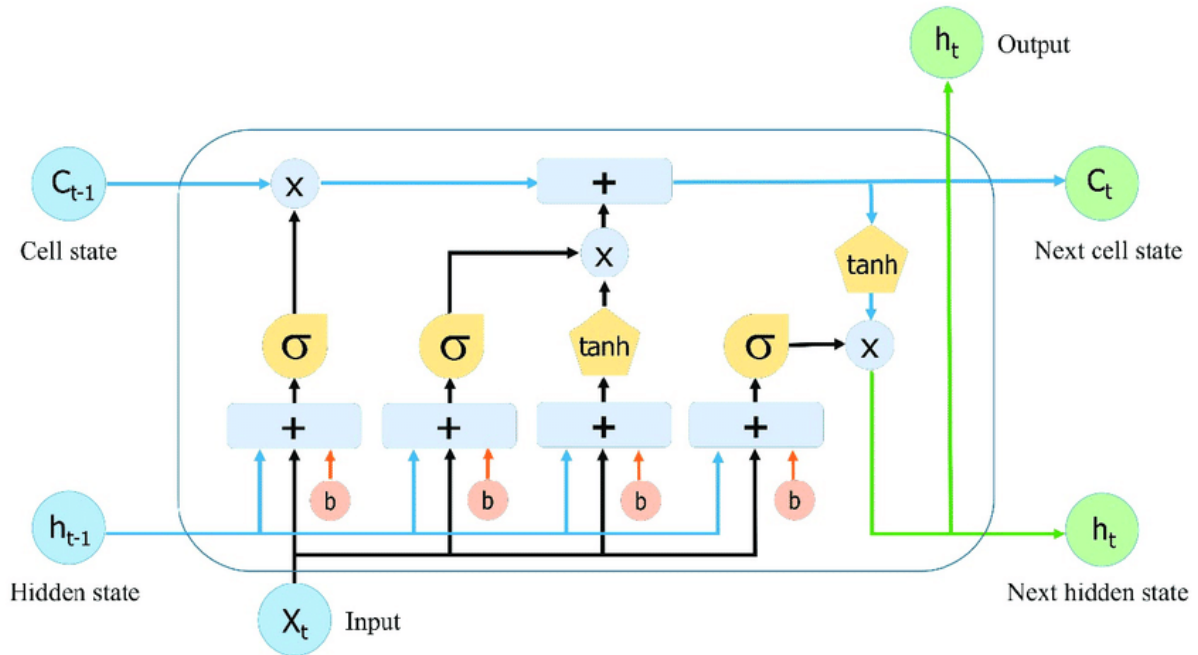 hₜ Output
Cₜ₋₁ x + Cₜ
Cell state x tanh Next cell state
σ σ tanh σ x
+ + + +
b b b b
hₜ₋₁ hₜ
Hidden state Next hidden state
Xₜ Input